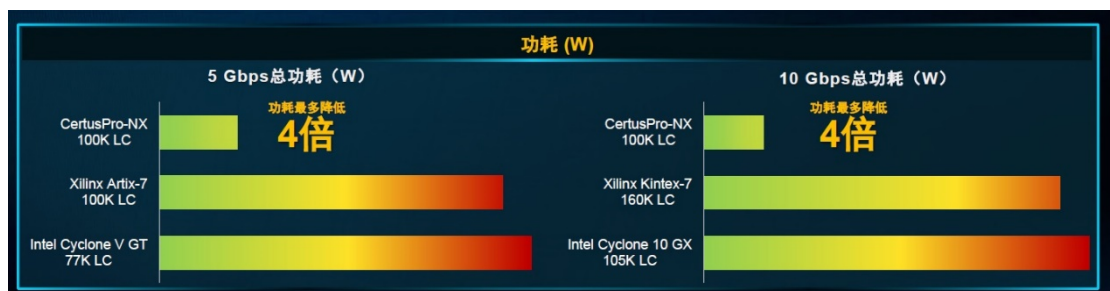 功耗 (W)
5 Gbps总功耗（W）
CertusPro-NX
100K LC
功耗最多降低
4倍
Xilinx Artix-7
100K LC
Intel Cyclone V GT
77K LC
10 Gbps总功耗（W）
CertusPro-NX
100K LC
功耗最多降低
4倍
Xilinx Kintex-7
160K LC
Intel Cyclone 10 GX
105K LC